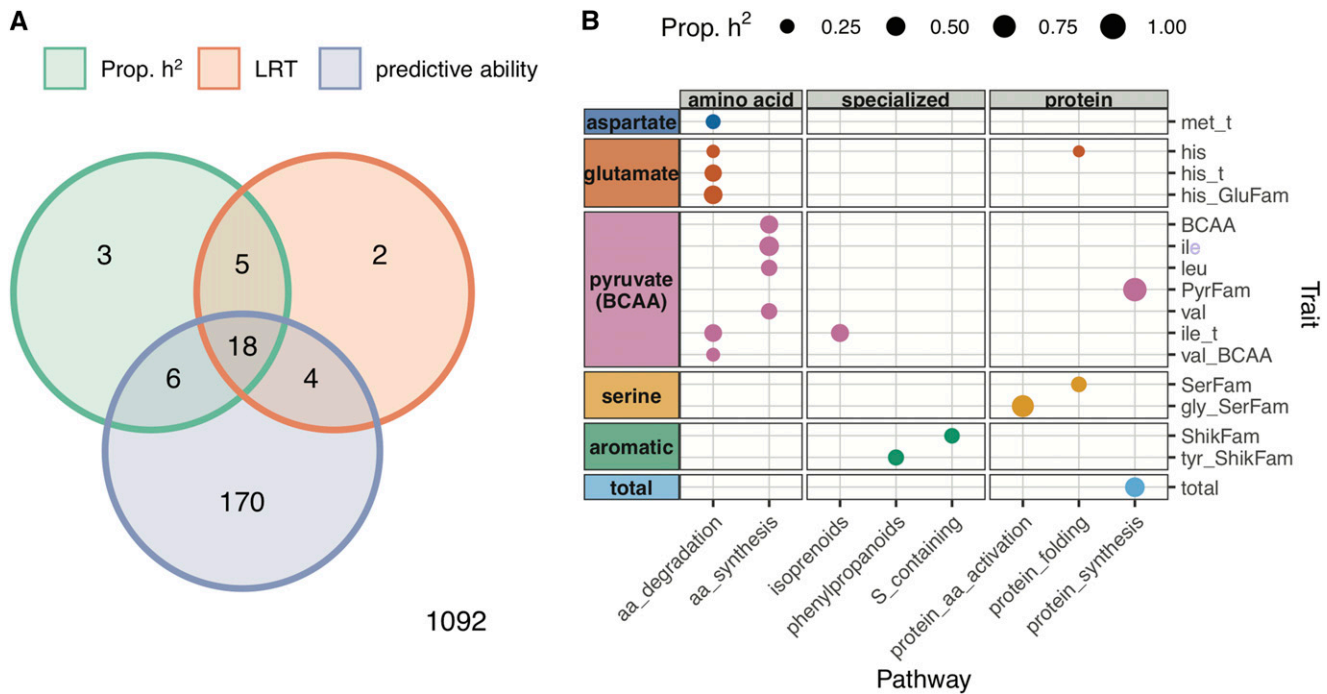 A
Prop. h² LRT predictive ability
3
5
2
18
6
4
170
1092
B
Prop. h² 0.25 0.50 0.75 1.00
amino acid specialized protein
aspartate met_t
glutamate
his
his_t
his_GluFam
pyruvate
(BCAA)
BCAA
ile
leu
PyrFam
val
ile_t
val_BCAA
serine
SerFam
gly_SerFam
aromatic
ShikFam
tyr_ShikFam
total total
Trait
aa_degradation
aa_synthesis
isoprenoids
phenylpropanoids
S_containing
protein_aa_activation
protein_folding
protein_synthesis
Pathway